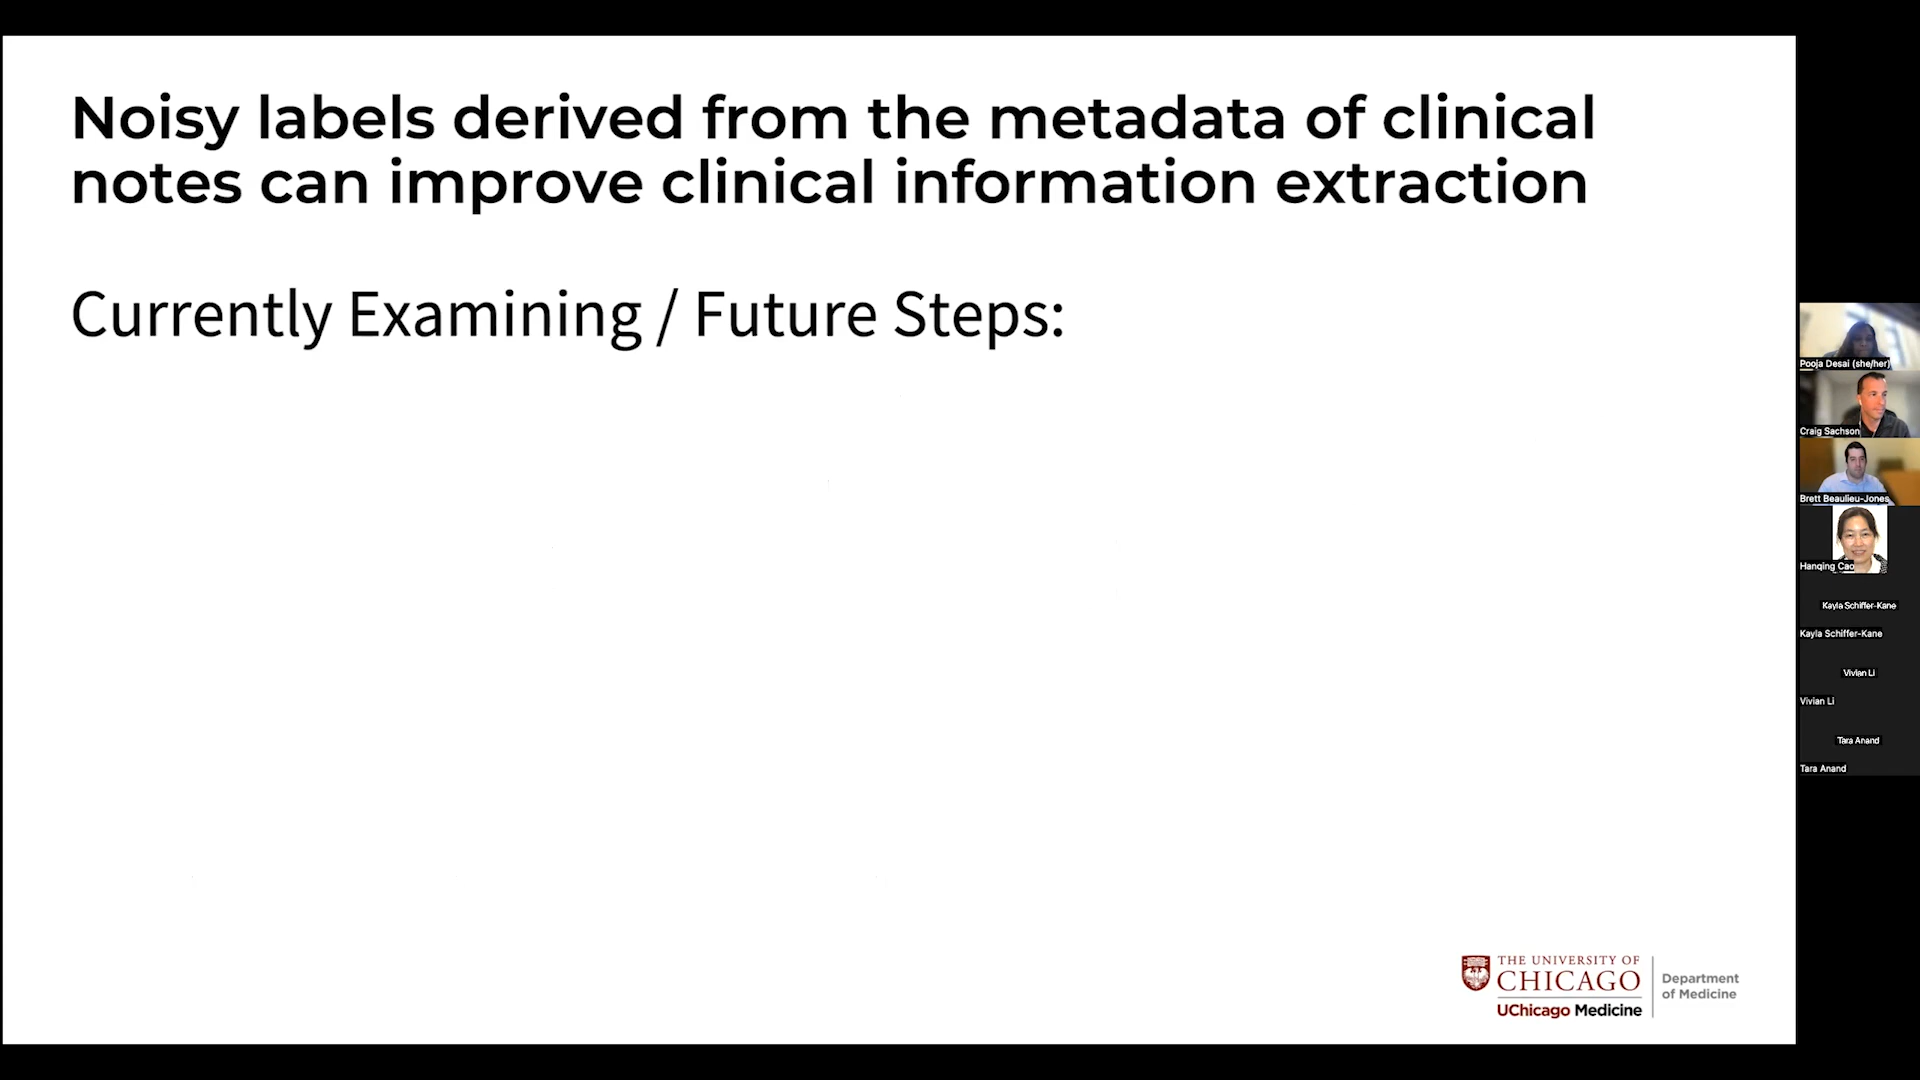 Noisy labels derived from the metadata of clinical
notes can improve clinical information extraction
Currently Examining / Future Steps:
Pooja Desai (she/her)
Craig Sachson
Brett Beaulieu-Jones
Hanqing Cao
Kayla Schiffer-Kane
Kayla Schiffer-Kane
Vivian Li
Vivian Li
Tara Anand
Tara Anand
THE UNIVERSITY OF
CHICAGO
UChicago Medicine
Department
of Medicine